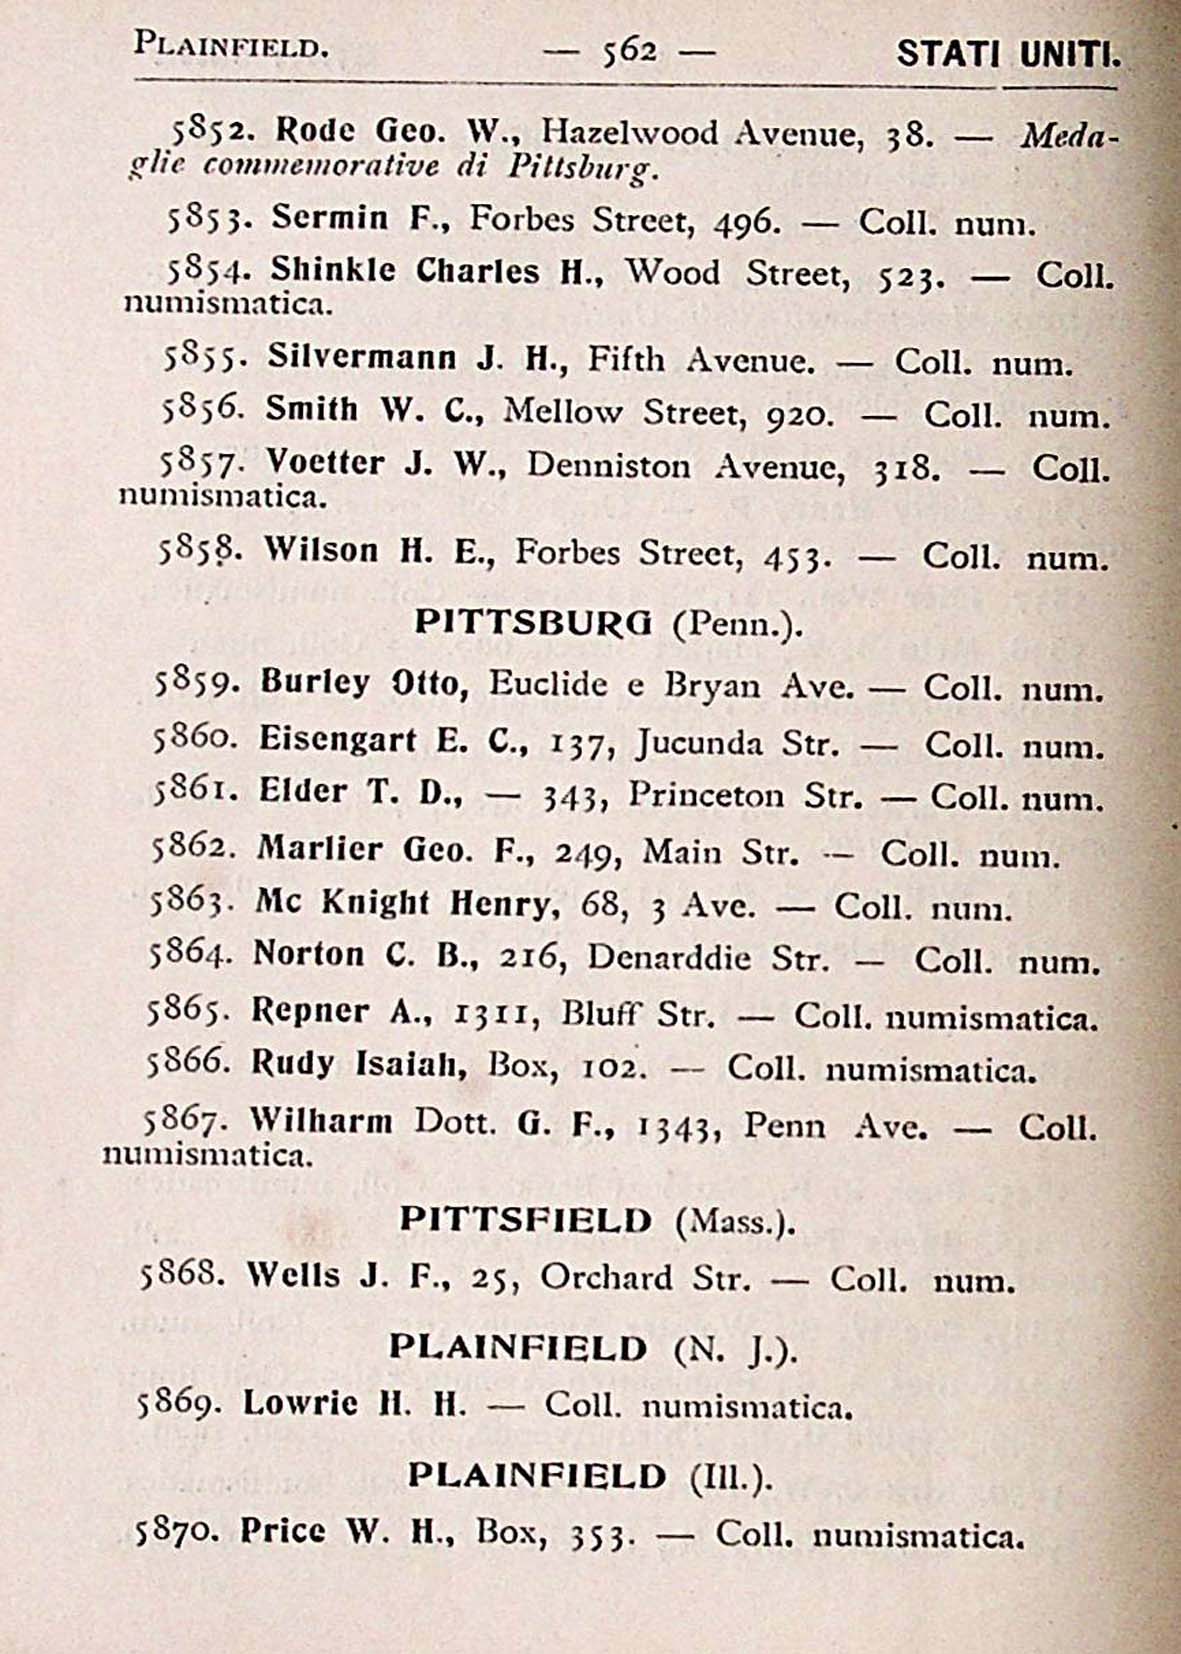 PLAINFIELD. — 562 — STATI UNITI.
5852. Rode Geo. W., Hazelwood Avenue, 38. — Meda-
glie commemorative di Pittsburg.
5853. Sermin F., Forbes Street, 496. — Coll. num.
5854. Shinkle Charles H., Wood Street, 523. — Coll.
numismatica.
5855. Silvermann J. H., Fifth Avenue. — Coll. num.
5856. Smith W. C., Mellow Street, 920. — Coll. num.
5857. Voetter J. W., Denniston Avenue, 318. — Coll.
numismatica.
5858. Wilson H. E., Forbes Street, 453. — Coll. num.
PITTSBURG (Penn.).
5859. Burley Otto, Euclide e Bryan Ave. — Coll. num.
5860. Eisengart E. C., 137, Jucunda Str. — Coll. num.
5861. Elder T. D., — 343, Princeton Str. — Coll. num.
5862. Marlier Geo. F., 249, Main Str. — Coll. num.
5863. Mc Knight Henry, 68, 3 Ave. — Coll. num.
5864. Norton C. B., 216, Denarddie Str. — Coll. num.
5865. Repner A., 1311, Bluff Str. — Coll. numismatica.
5866. Rudy Isaiah, Box, 102. — Coll. numismatica.
5867. Wilharm Dott. G. F., 1343, Penn Ave. — Coll.
numismatica.
PITTSFIELD (Mass.).
5868. Wells J. F., 25, Orchard Str. — Coll. num.
PLAINFIELD (N. J.).
5869. Lowrie H. H. — Coll. numismatica.
PLAINFIELD (Ill.).
5870. Price W. H., Box, 353. — Coll. numismatica.